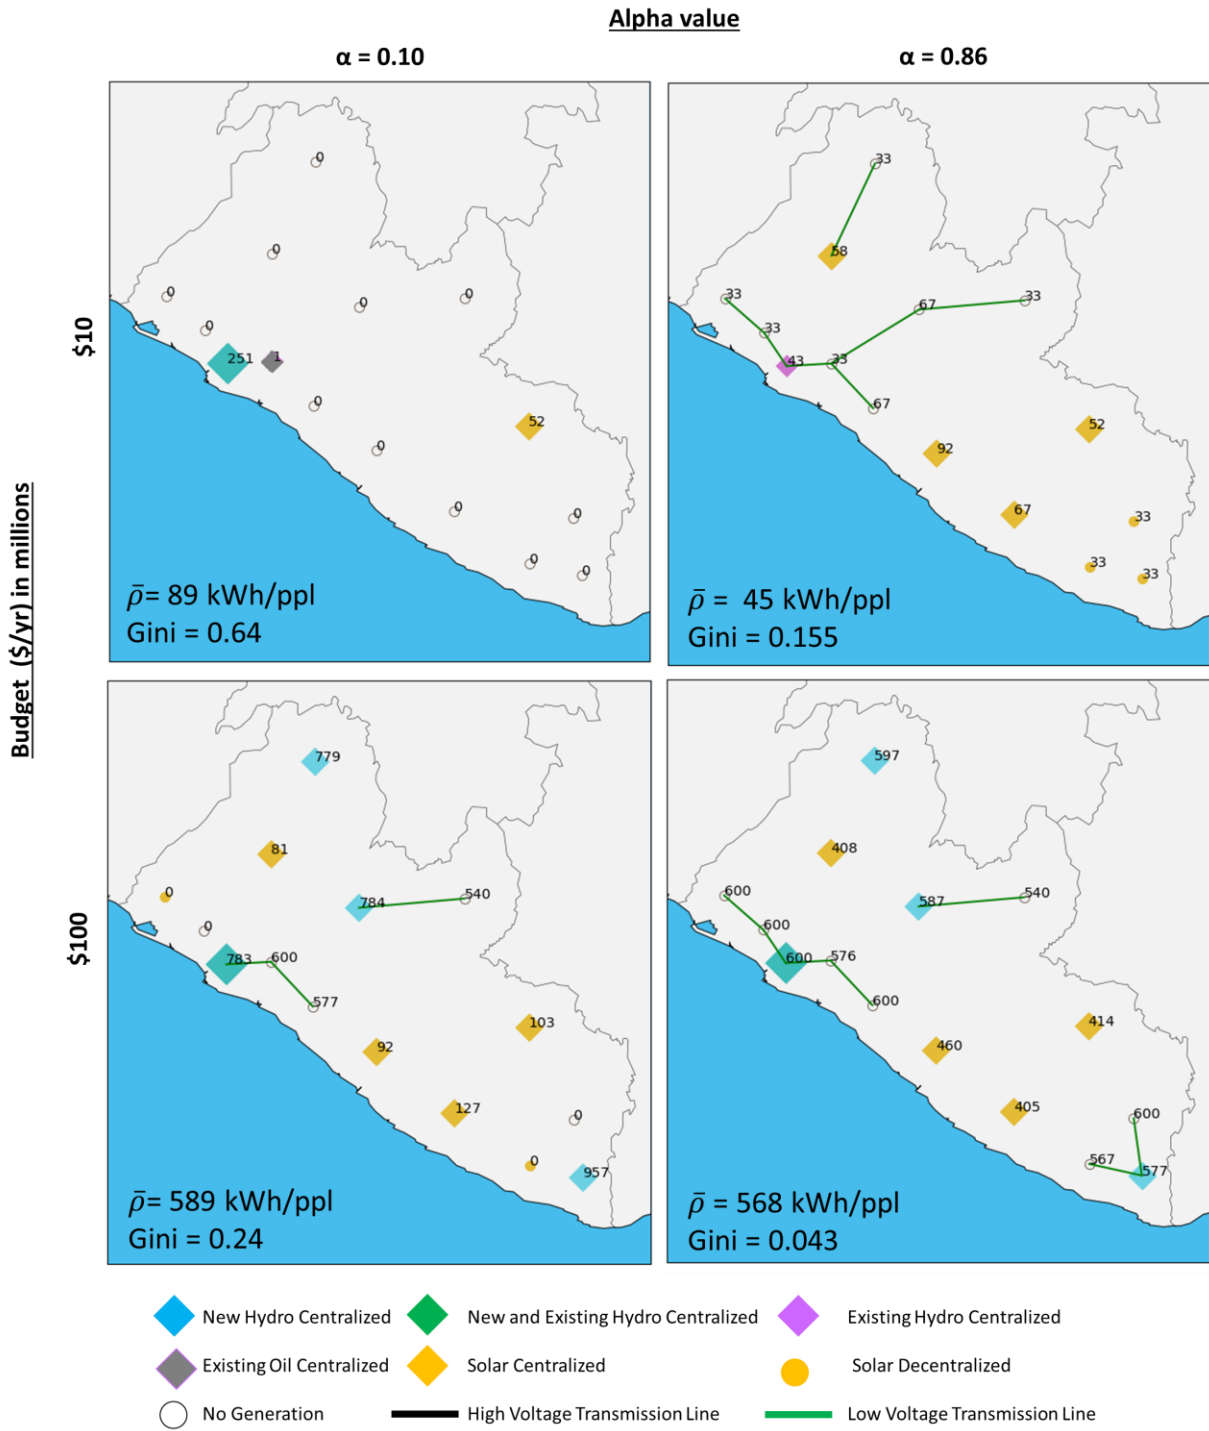 Alpha value
α = 0.10
α = 0.86
Budget ($/yr) in millions
$10
0
0
0
0
0
0
251
1
0
52
0
0
0
0
0
ρ̄= 89 kWh/ppl
Gini = 0.64
33
58
33
67
33
33
43
33
67
52
92
67
33
33
33
ρ̄ = 45 kWh/ppl
Gini = 0.155
$100
779
81
0
784
540
0
783
600
577
103
92
127
0
0
957
ρ̄= 589 kWh/ppl
Gini = 0.24
597
408
600
587
540
600
600
576
600
414
460
405
600
567
577
ρ̄ = 568 kWh/ppl
Gini = 0.043
New Hydro Centralized
New and Existing Hydro Centralized
Existing Hydro Centralized
Existing Oil Centralized
Solar Centralized
Solar Decentralized
No Generation
High Voltage Transmission Line
Low Voltage Transmission Line